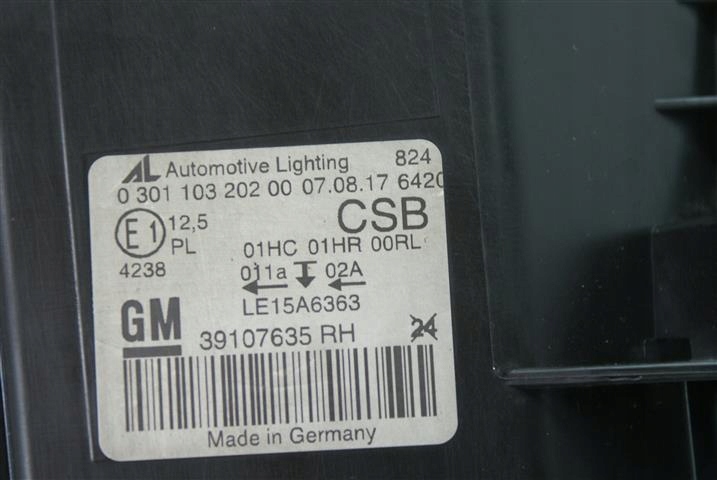 AL Automotive Lighting 824
0 301 103 202 00 07.08.17 6420
E1 12,5 PL CSB
01HC 01HR 00RL
4238 011a 02A
LE15A6363
GM 39107635 RH 24
Made in Germany